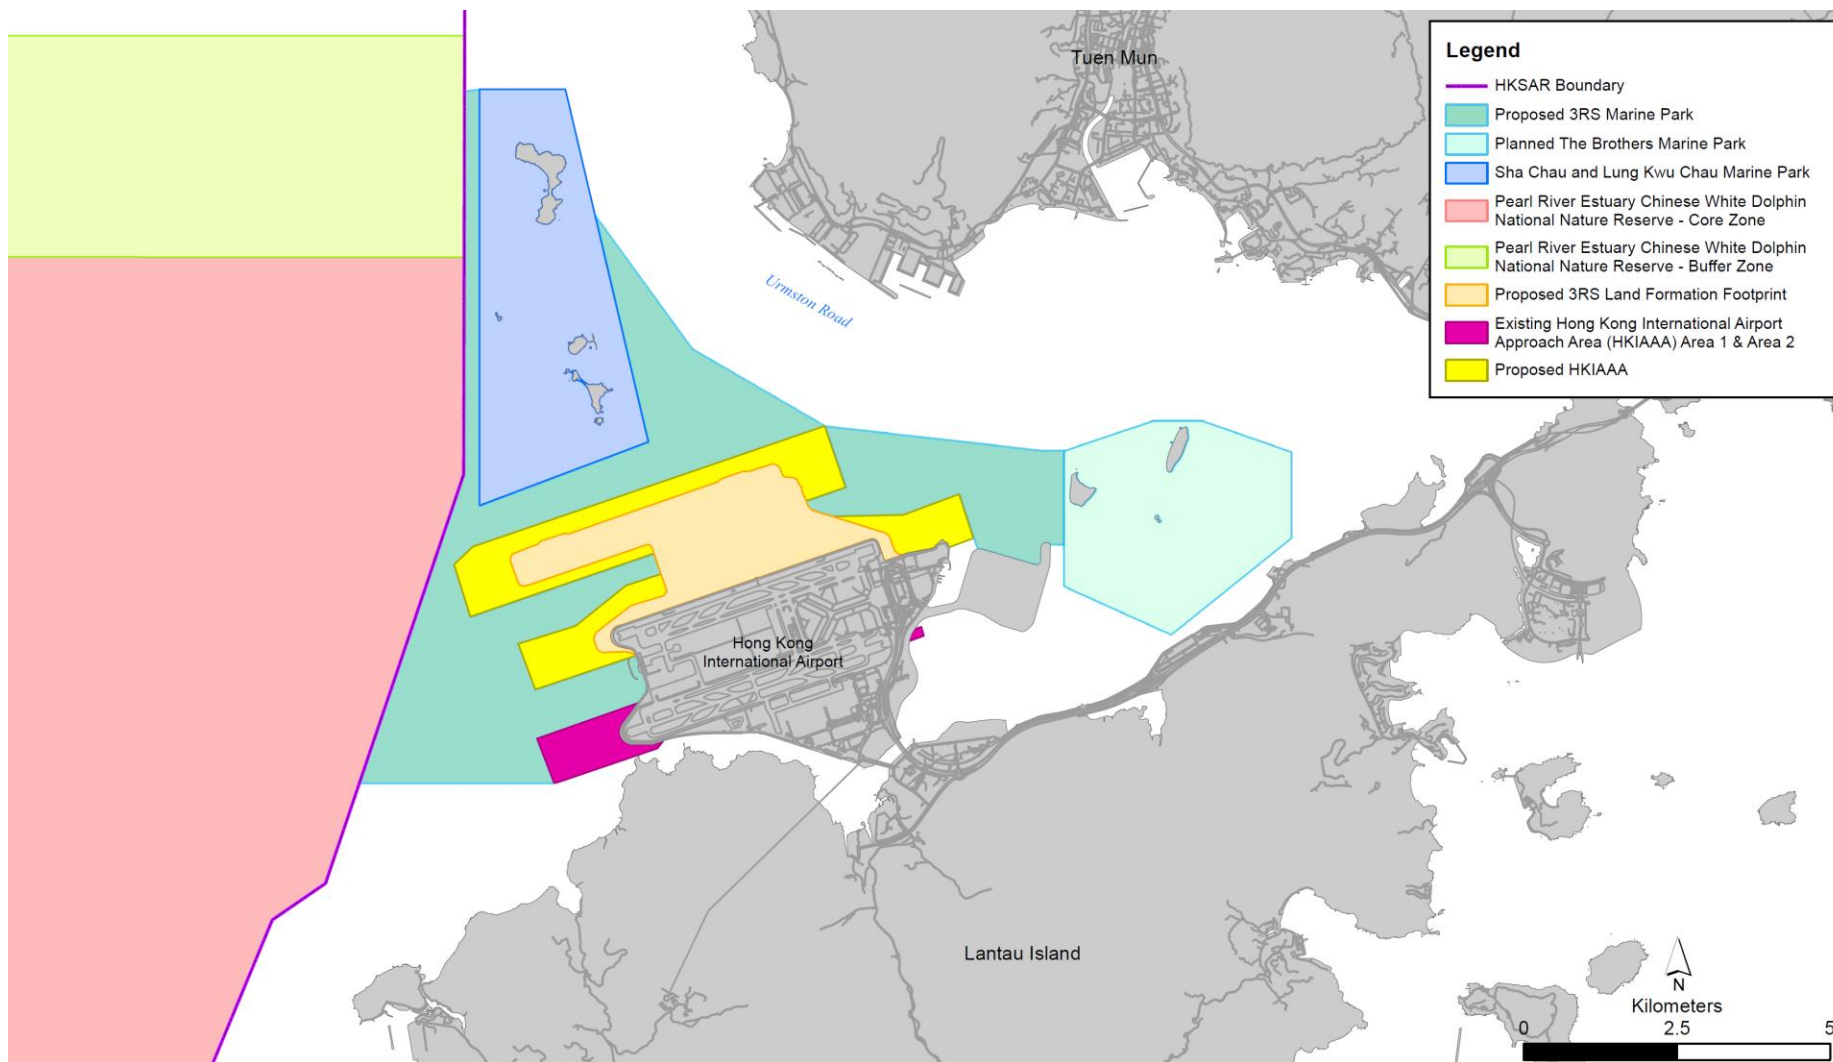 Tuen Mun
Legend
HKSAR Boundary
Proposed 3RS Marine Park
Planned The Brothers Marine Park
Sha Chau and Lung Kwu Chau Marine Park
Pearl River Estuary Chinese White Dolphin
National Nature Reserve - Core Zone
Pearl River Estuary Chinese White Dolphin
National Nature Reserve - Buffer Zone
Proposed 3RS Land Formation Footprint
Existing Hong Kong International Airport
Approach Area (HKIAAA) Area 1 & Area 2
Proposed HKIAAA
Urmston Road
Hong Kong
International Airport
Lantau Island
N
Kilometers
0 2.5 5